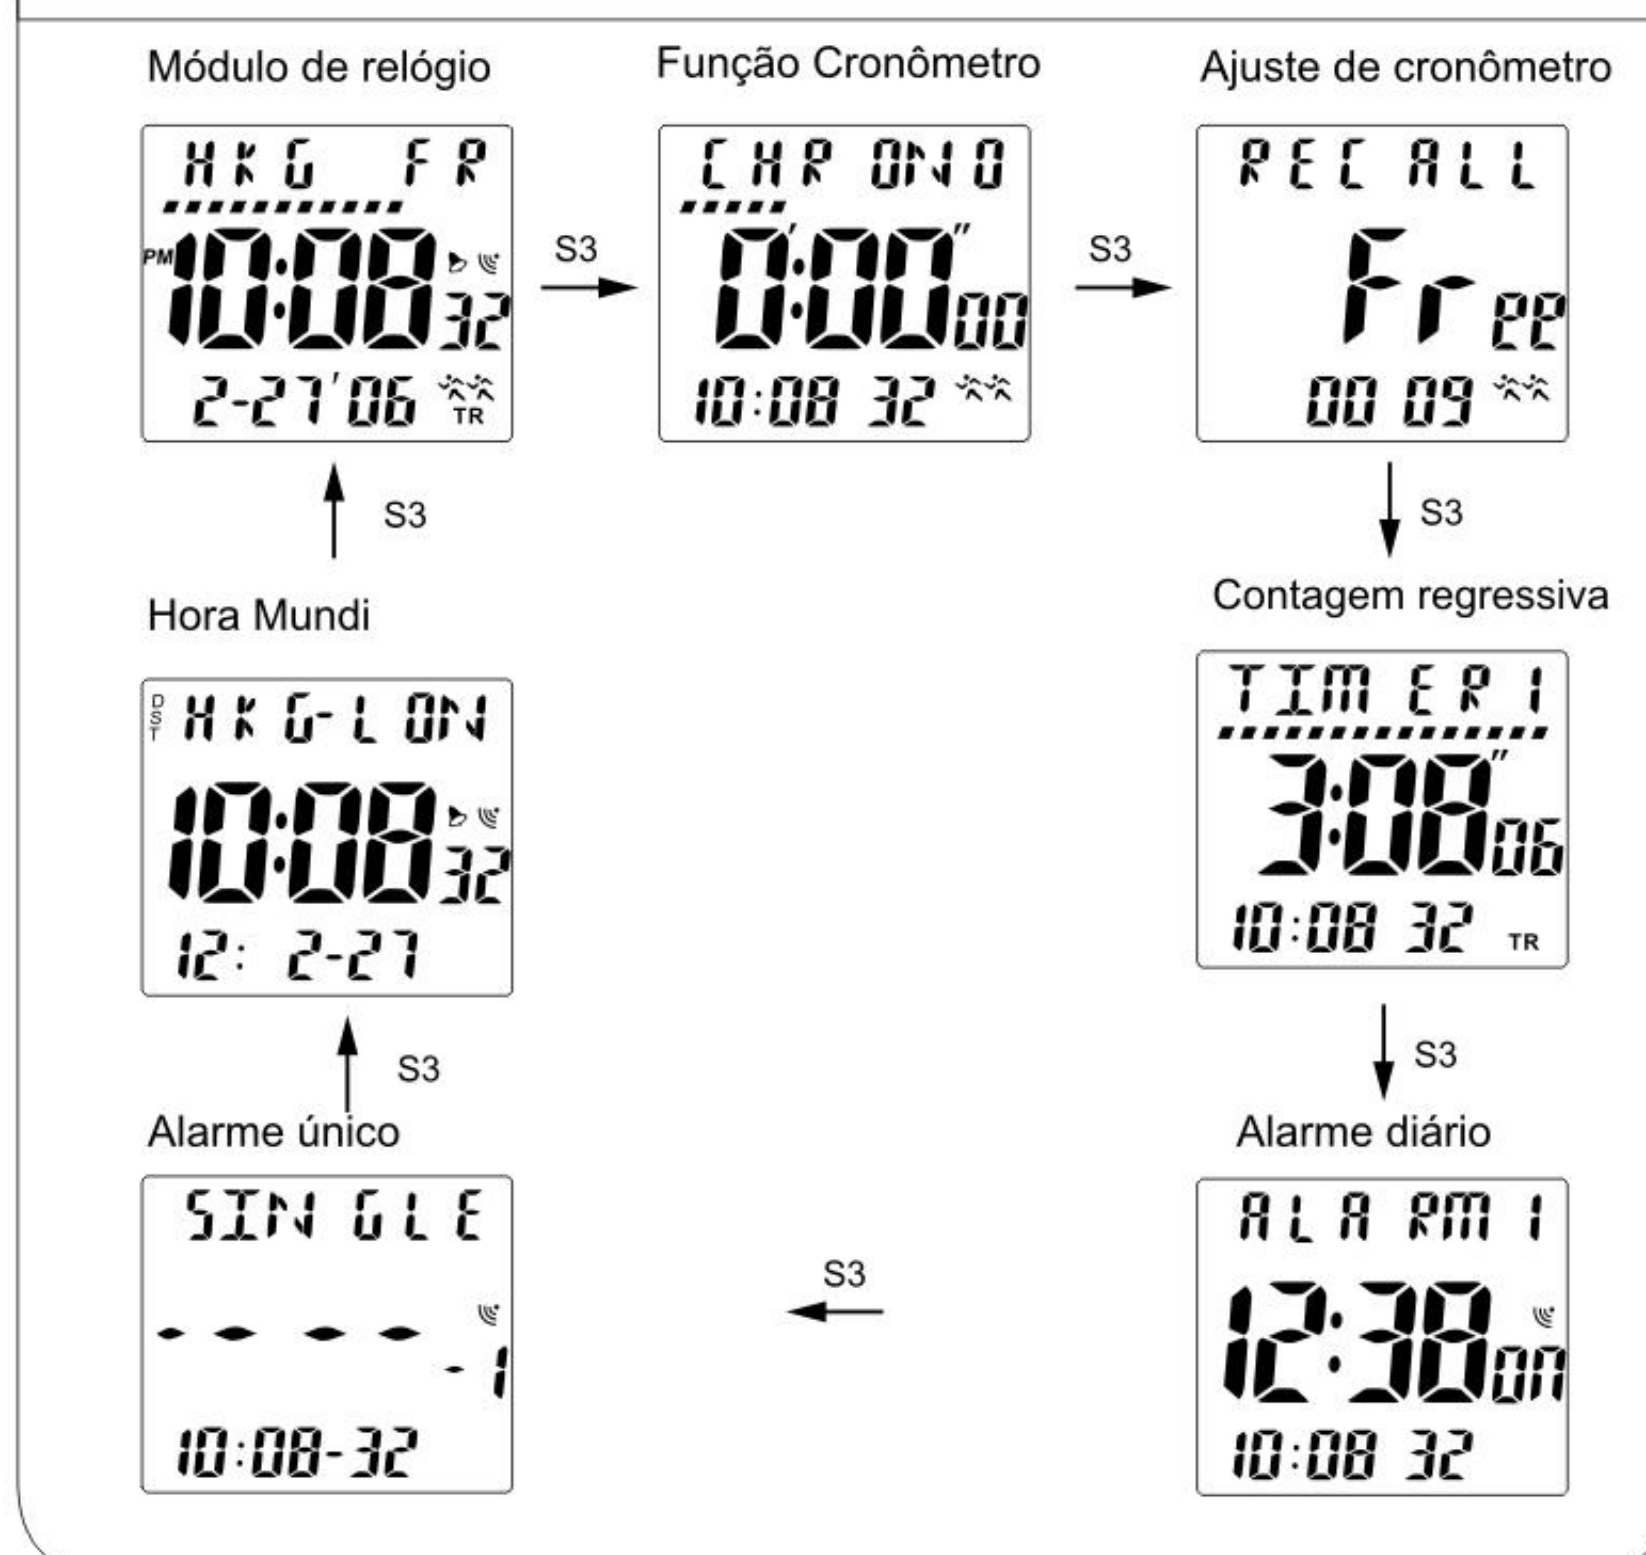 Módulo de relógio
HKG FR
PM 10:08 32
2-27'06 TR
S3
Função Cronômetro
CHRONO
0':00" 00
10:08 32
S3
Ajuste de cronômetro
RECALL
Free
00 09
S3
Contagem regressiva
TIMER1
3:08" 06
10:08 32 TR
S3
Alarme diário
ALARM 1
12:38 on
10:08 32
S3
Alarme único
SINGLE
- - - - -1
10:08-32
S3
Hora Mundi
DST HKG-LON
10:08 32
12: 2-27
S3